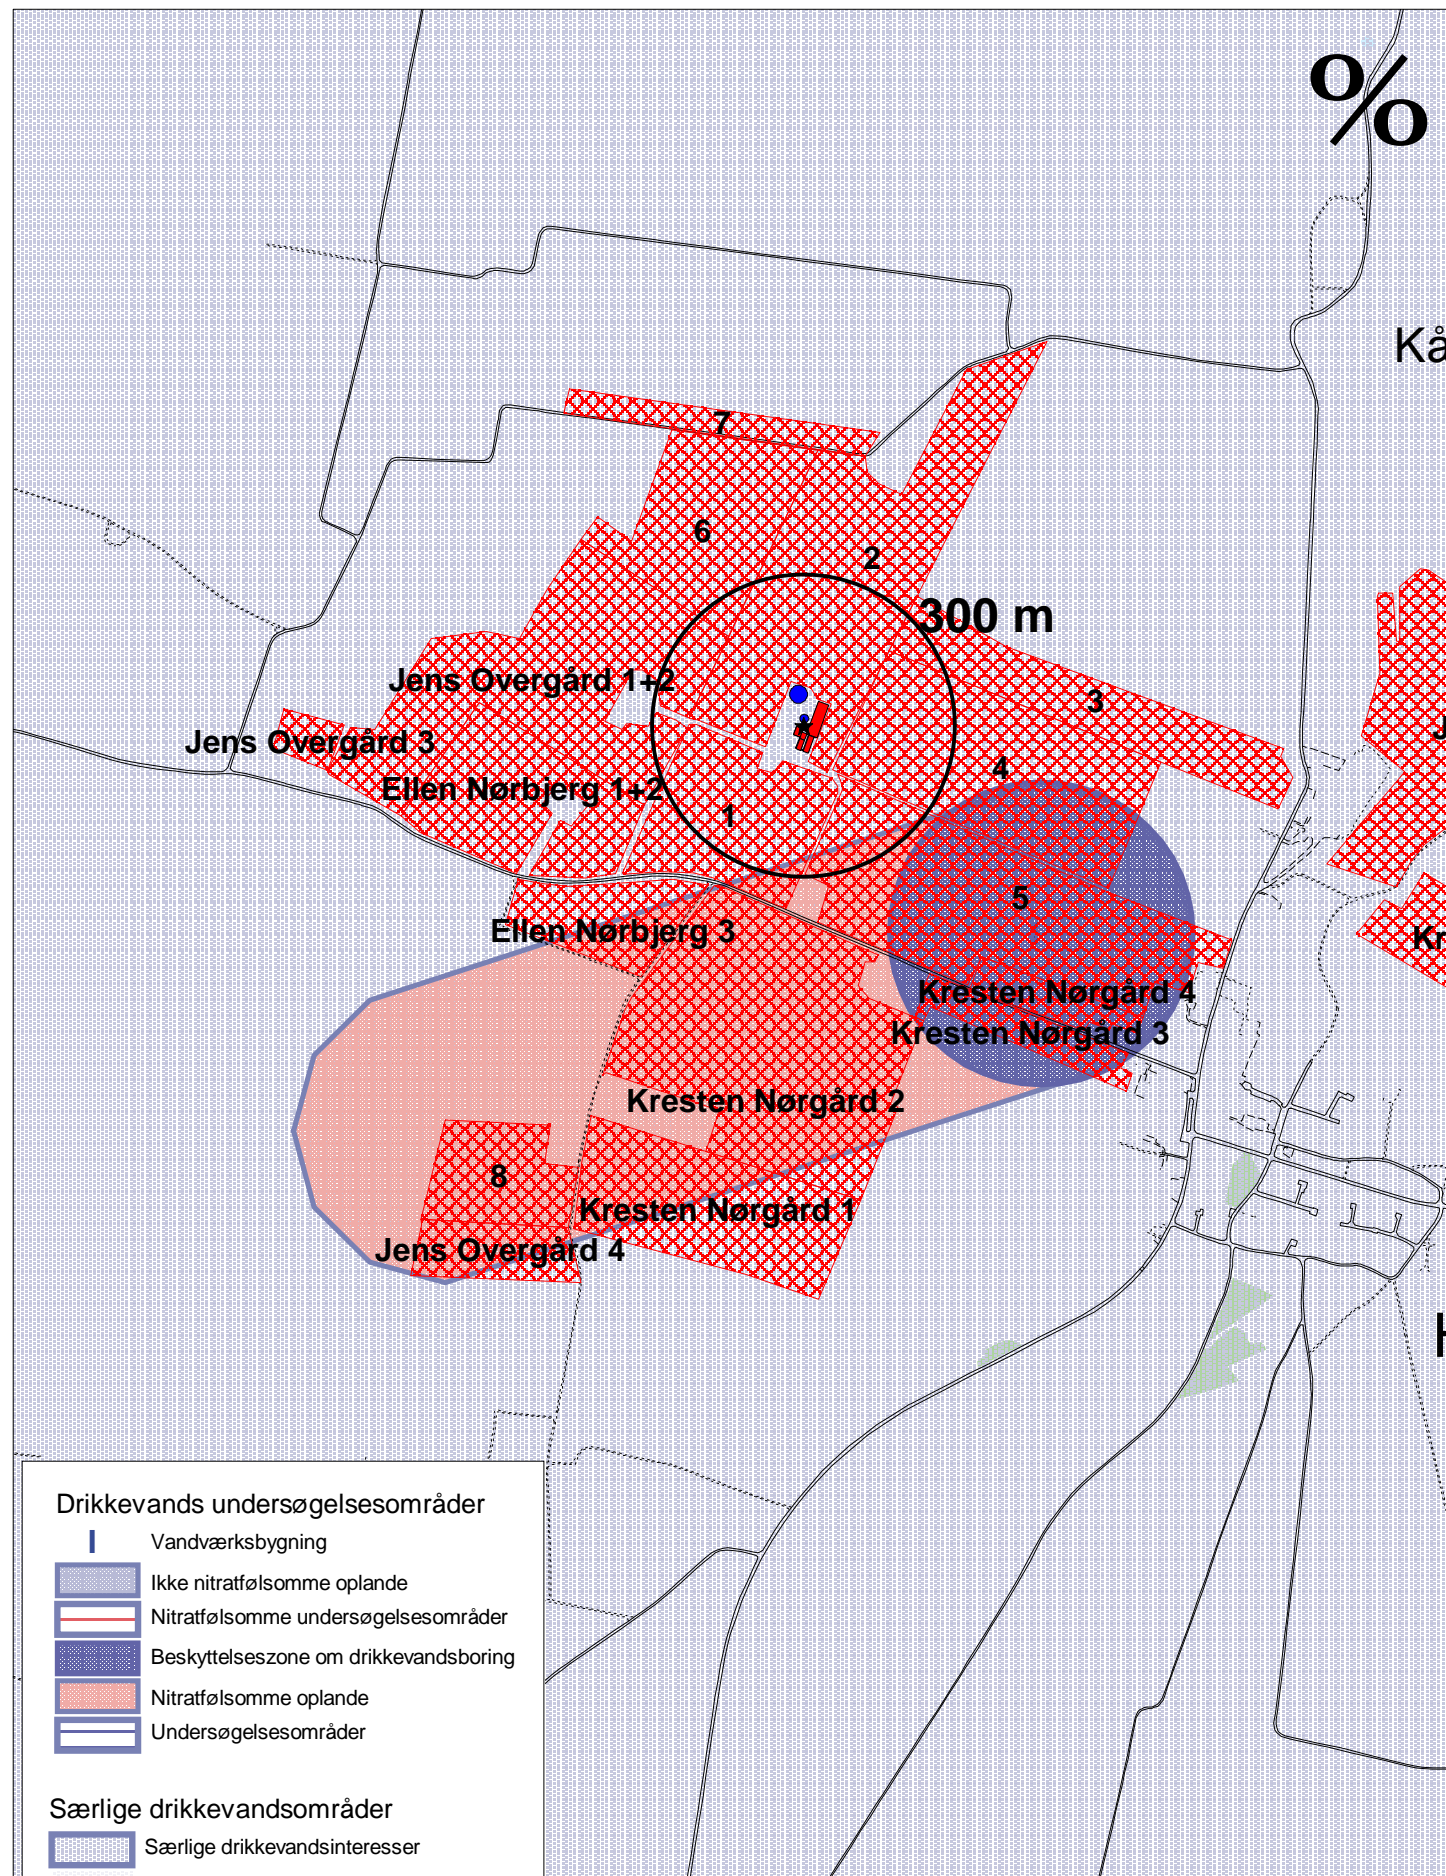 %
Kå
7
6
2
300 m
Jens Overgård 1+2
3
J
Jens Overgård 3
4
Ellen Nørbjerg 1+2
1
5
Ellen Nørbjerg 3
Kr
Kresten Nørgård 4
Kresten Nørgård 3
Kresten Nørgård 2
8
Kresten Nørgård 1
Jens Overgård 4
H
Drikkevands undersøgelsesområder
Vandværksbygning
Ikke nitratfølsomme oplande
Nitratfølsomme undersøgelsesområder
Beskyttelseszone om drikkevandsboring
Nitratfølsomme oplande
Undersøgelsesområder
Særlige drikkevandsområder
Særlige drikkevandsinteresser